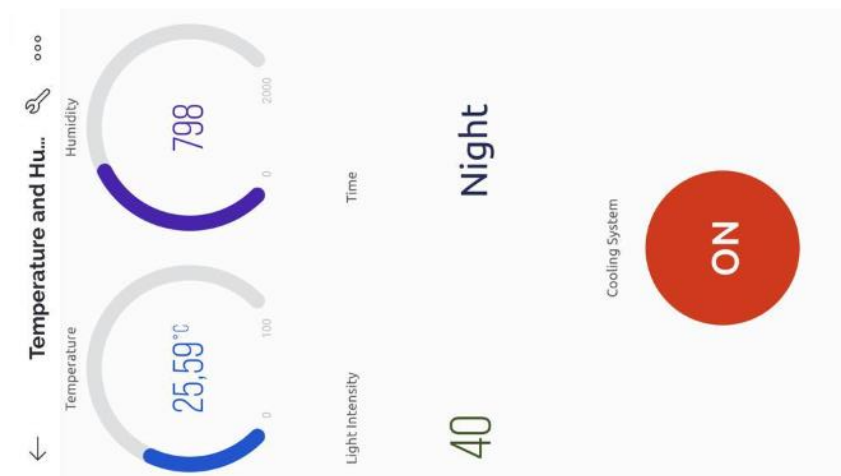 Temperature and Hu...
Temperature
Humidity
25,59°C
798
0
100
0
2000
Light Intensity
Time
40
Night
Cooling System
ON